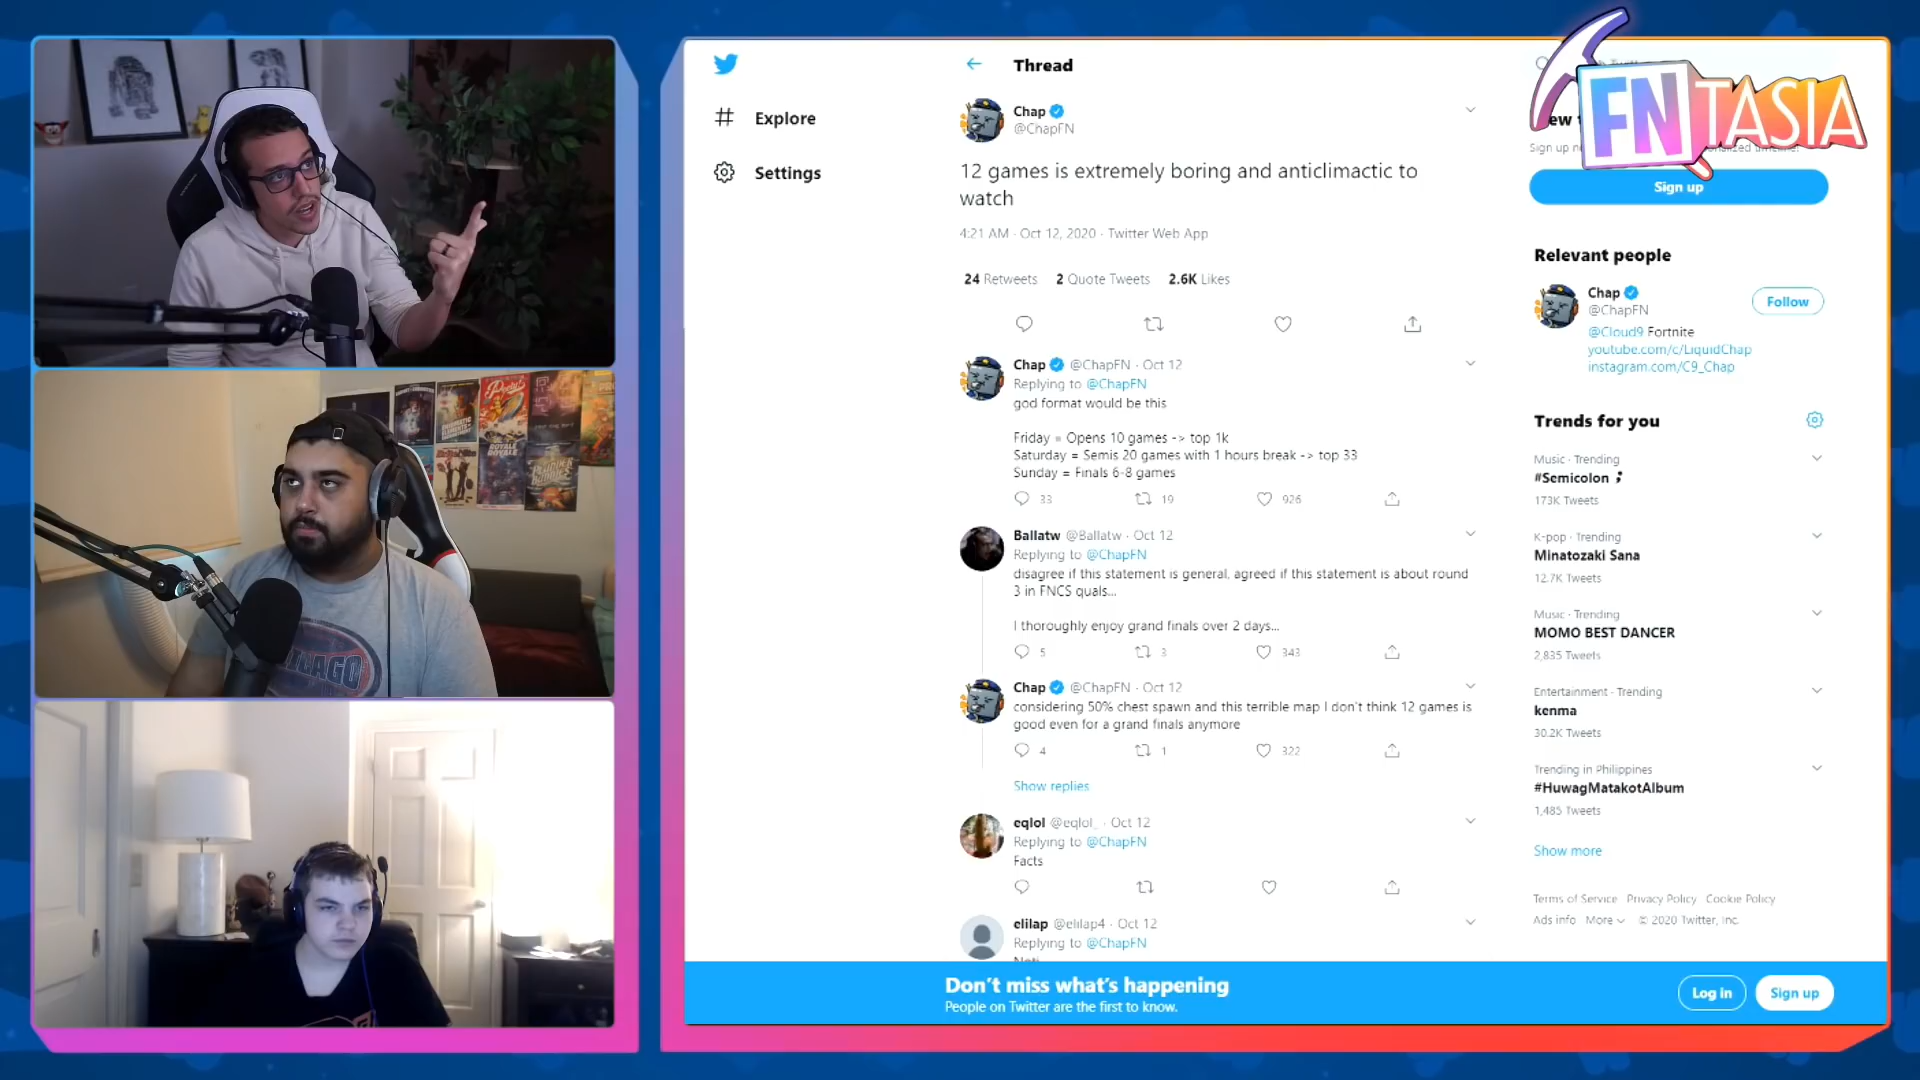 FNTASIA
Thread
Explore
Settings
Chap
@ChapFN
12 games is extremely boring and anticlimactic to
watch
4:21 AM · Oct 12, 2020 · Twitter Web App
24 Retweets 2 Quote Tweets 2.6K Likes
Chap @ChapFN · Oct 12
Replying to @ChapFN
god format would be this
Friday = Opens 10 games -> top 1k
Saturday = Semis 20 games with 1 hours break -> top 33
Sunday = Finals 6-8 games
33 19 926
Ballatw @Ballatw · Oct 12
Replying to @ChapFN
disagree if this statement is general, agreed if this statement is about round
3 in FNCS quals...
I thoroughly enjoy grand finals over 2 days...
5 3 343
Chap @ChapFN · Oct 12
considering 50% chest spawn and this terrible map I don't think 12 games is
good even for a grand finals anymore
4 1 322
Show replies
eqlol @eqlol_ · Oct 12
Replying to @ChapFN
Facts
elilap @elilap4 · Oct 12
Replying to @ChapFN
Sign up
Sign up
Relevant people
Chap
@ChapFN
Follow
@Cloud9 Fortnite
youtube.com/c/LiquidChap
instagram.com/C9_Chap
Trends for you
Music · Trending
#Semicolon ;
173K Tweets
K-pop · Trending
Minatozaki Sana
12.7K Tweets
Music · Trending
MOMO BEST DANCER
2,835 Tweets
Entertainment · Trending
kenma
30.2K Tweets
Trending in Philippines
#HuwagMatakotAlbum
1,485 Tweets
Show more
Terms of Service Privacy Policy Cookie Policy
Ads info More © 2020 Twitter, Inc.
Don't miss what's happening
People on Twitter are the first to know.
Log in
Sign up
Portal
ROYALE